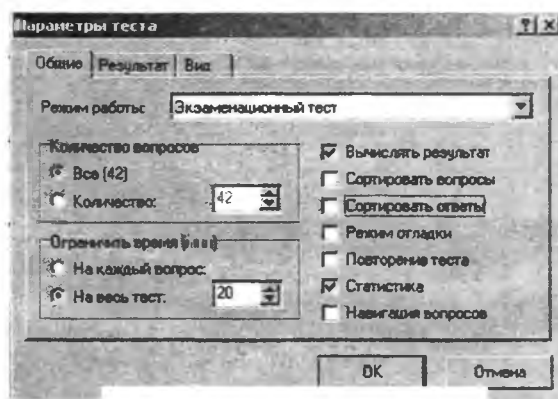 Параметры теста
Общие Результат Вид
Режим работы: Экзаменационный тест
Количество вопросов
Все (42)
Количество: 42
Ограничить время
На каждый вопрос:
На весь тест: 20
Вычислять результат
Сортировать вопросы
Сортировать ответы
Режим отладки
Повторение теста
Статистика
Навигация вопросов
OK Отмена